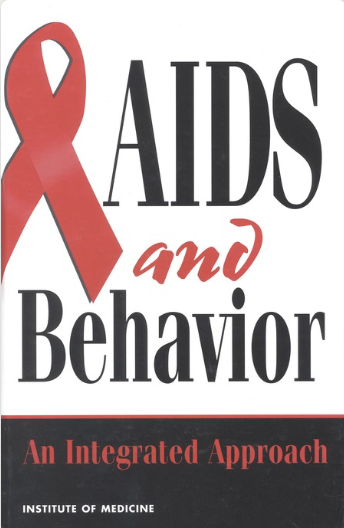 AIDS
and
Behavior
An Integrated Approach
INSTITUTE OF MEDICINE